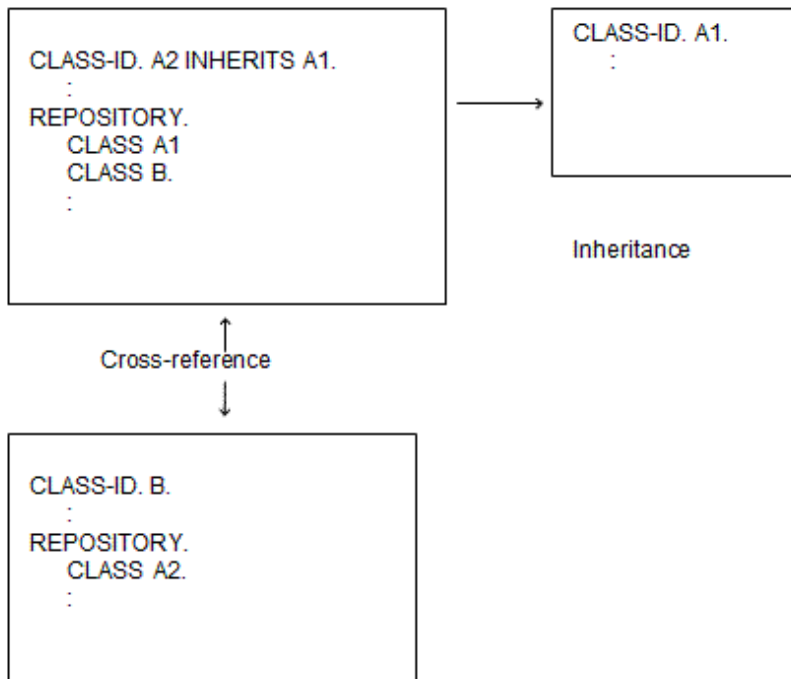 CLASS-ID. A2 INHERITS A1.
:
REPOSITORY.
CLASS A1
CLASS B.
:
CLASS-ID. A1.
:
Inheritance
Cross-reference
CLASS-ID. B.
:
REPOSITORY.
CLASS A2.
: